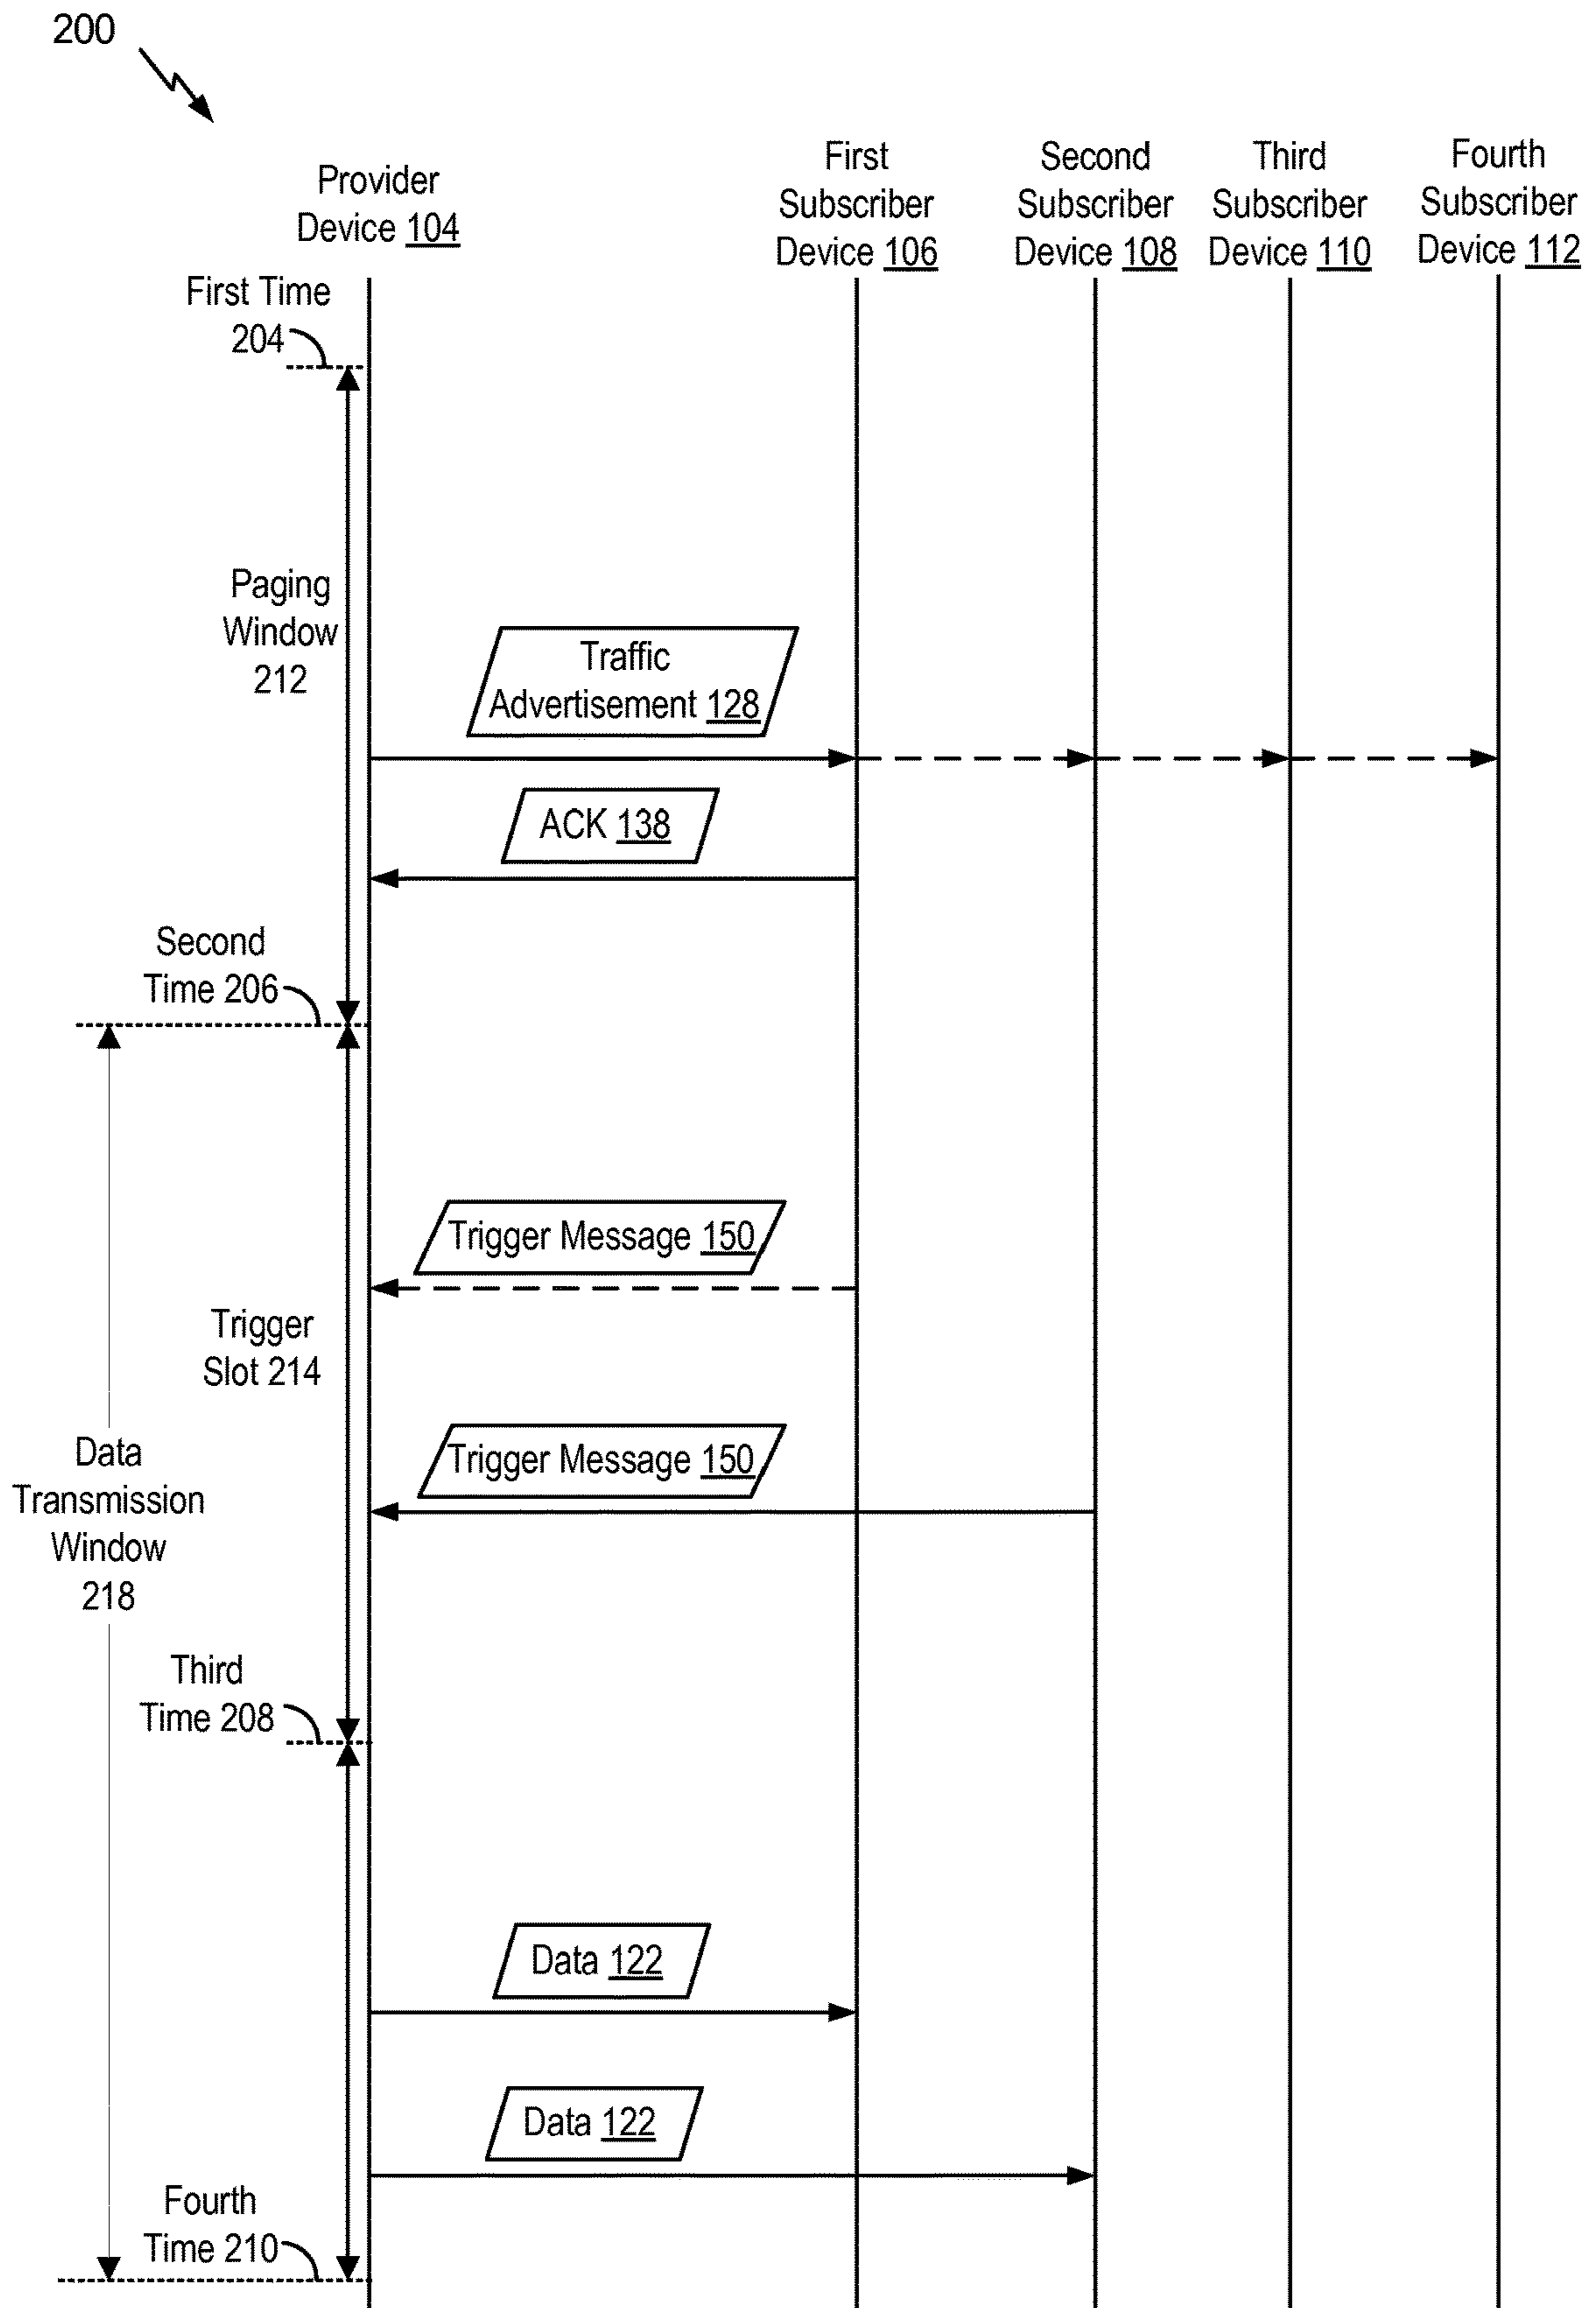 200
Provider
Device 104
First
Subscriber
Device 106
Second
Subscriber
Device 108
Third
Subscriber
Device 110
Fourth
Subscriber
Device 112
First Time
204
Paging
Window
212
Traffic
Advertisement 128
ACK 138
Second
Time 206
Trigger Message 150
Trigger
Slot 214
Trigger Message 150
Data
Transmission
Window
218
Third
Time 208
Data 122
Data 122
Fourth
Time 210